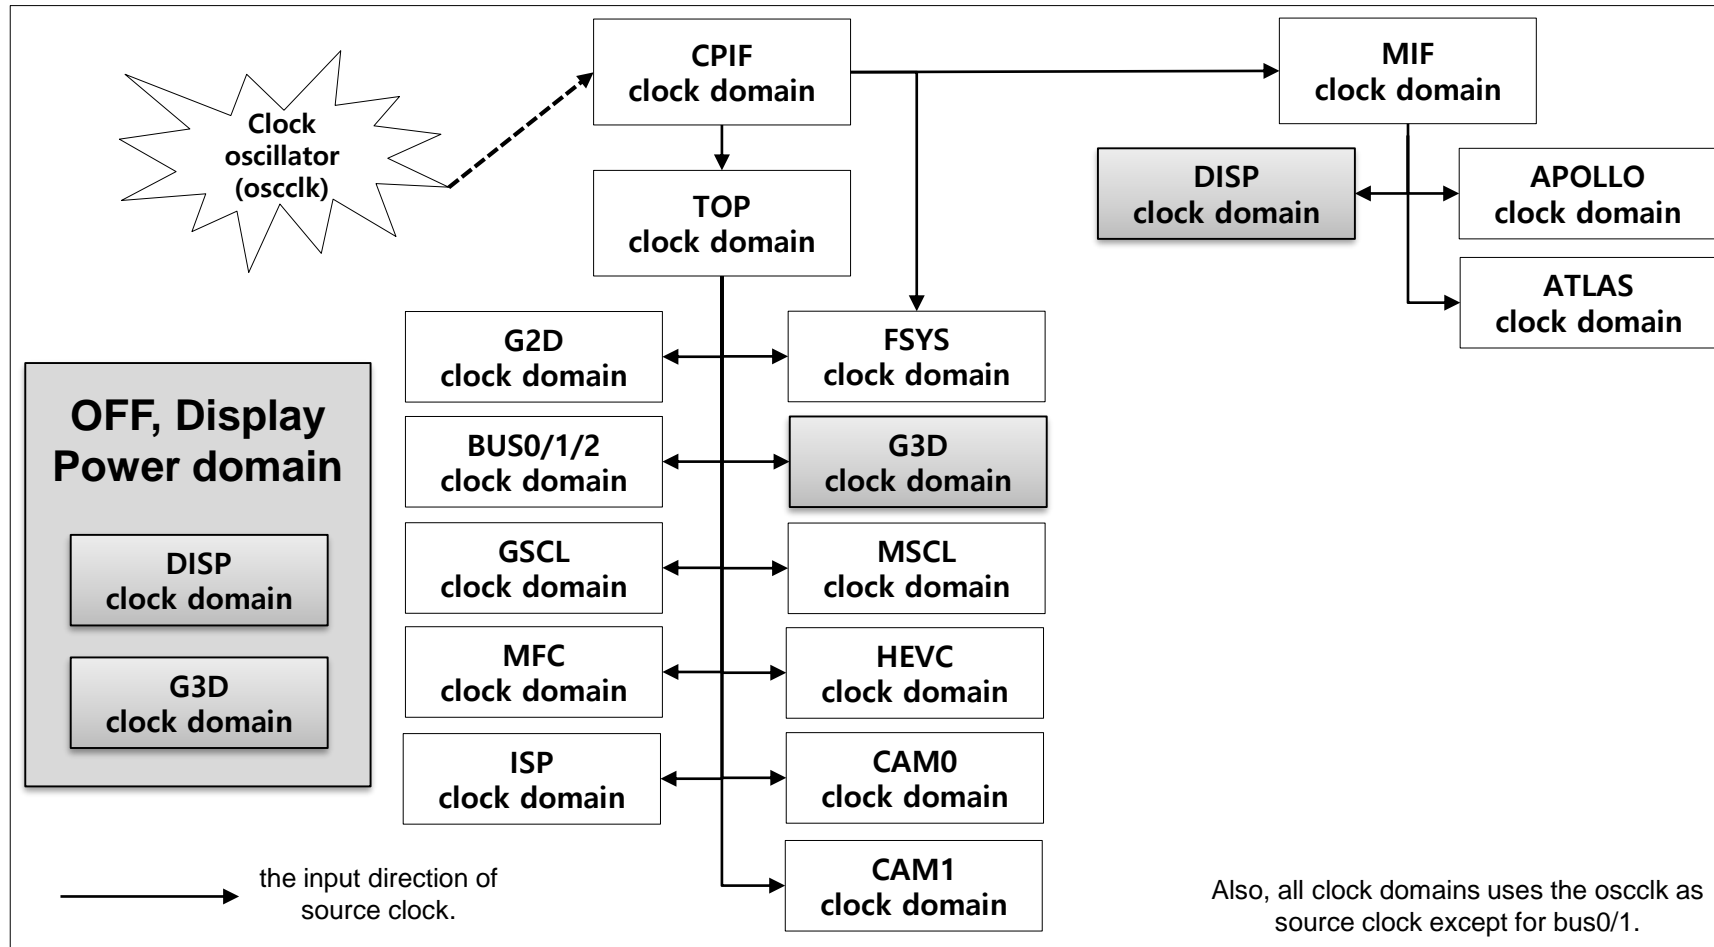 CPIF
clock domain
MIF
clock domain
Clock
oscillator
(oscclk)
TOP
clock domain
DISP
clock domain
APOLLO
clock domain
ATLAS
clock domain
G2D
clock domain
FSYS
clock domain
OFF, Display
Power domain
DISP
clock domain
G3D
clock domain
BUS0/1/2
clock domain
G3D
clock domain
GSCL
clock domain
MSCL
clock domain
MFC
clock domain
HEVC
clock domain
ISP
clock domain
CAM0
clock domain
CAM1
clock domain
the input direction of
source clock.
Also, all clock domains uses the oscclk as
source clock except for bus0/1.